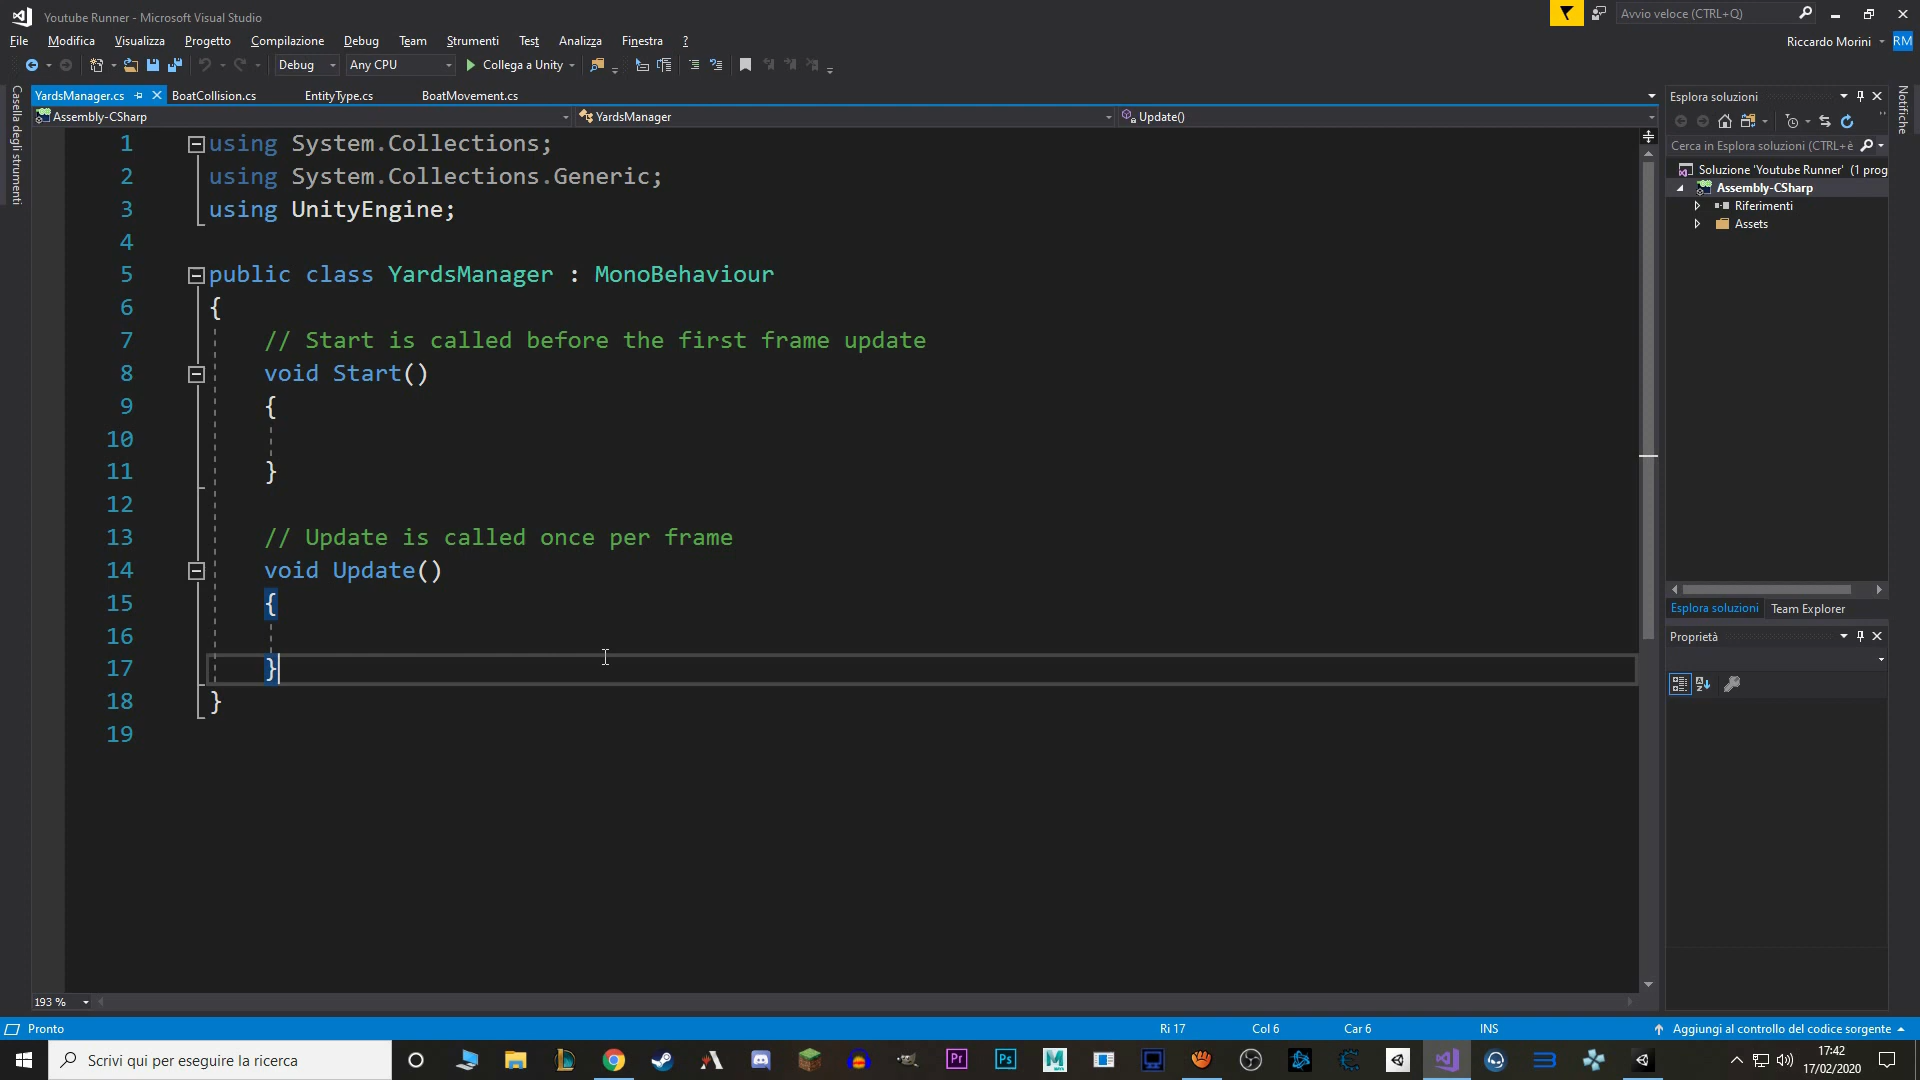 Youtube Runner - Microsoft Visual Studio
Avvio veloce (CTRL+Q)
File Modifica Visualizza Progetto Compilazione Debug Team Strumenti Test Analizza Finestra ?
Riccardo Morini RM
Debug Any CPU Collega a Unity
YardsManager.cs BoatCollision.cs EntityType.cs BoatMovement.cs
Assembly-CSharp YardsManager Update()
Casella degli strumenti
1 using System.Collections;
2 using System.Collections.Generic;
3 using UnityEngine;
4
5 public class YardsManager : MonoBehaviour
6 {
7 // Start is called before the first frame update
8 void Start()
9 {
10
11 }
12
13 // Update is called once per frame
14 void Update()
15 {
16
17 }
18 }
19
193 %
Esplora soluzioni
Cerca in Esplora soluzioni (CTRL+è
Soluzione 'Youtube Runner' (1 prog
Assembly-CSharp
Riferimenti
Assets
Esplora soluzioni Team Explorer
Proprietà
Notifiche
Pronto Ri 17 Col 6 Car 6 INS Aggiungi al controllo del codice sorgente
Scrivi qui per eseguire la ricerca
Pr Ps M
17:42
17/02/2020